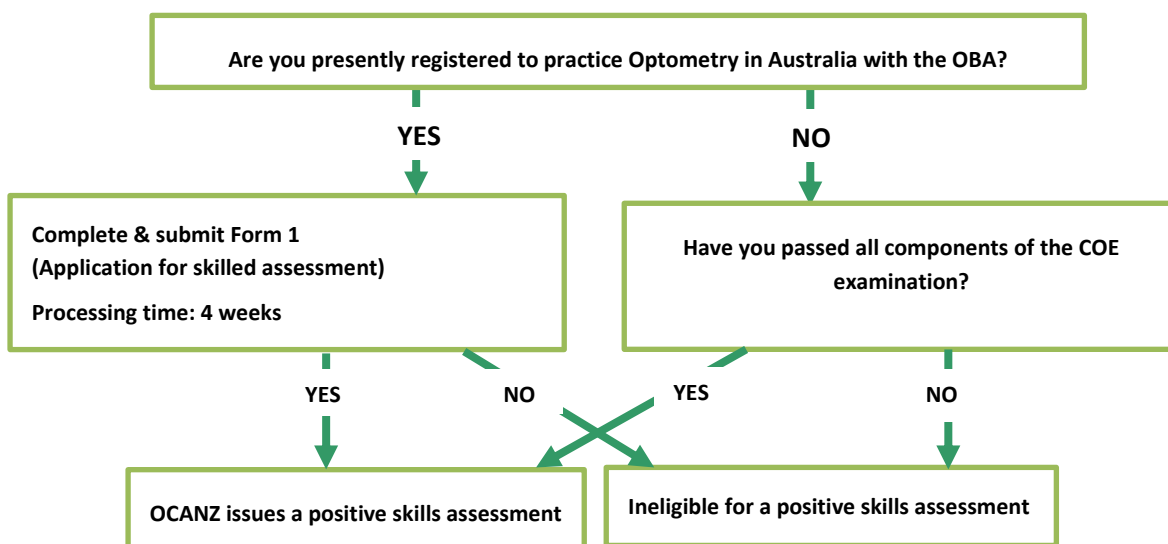 Are you presently registered to practice Optometry in Australia with the OBA?
YES
NO
Complete & submit Form 1
(Application for skilled assessment)
Processing time: 4 weeks
Have you passed all components of the COE
examination?
YES
NO
YES
NO
OCANZ issues a positive skills assessment
Ineligible for a positive skills assessment